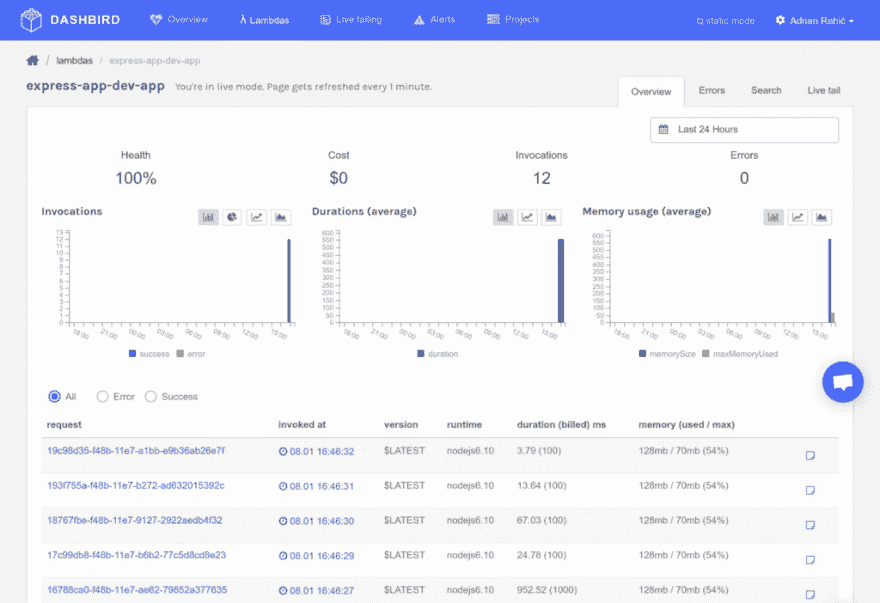 DASHBIRD Overview Lambdas Live tailing Alerts Projects static mode Adnan Rahić
/ lambdas / express-app-dev-app
express-app-dev-app You're in live mode. Page gets refreshed every 1 minute.
Overview Errors Search Live tail
Last 24 Hours
Health Cost Invocations Errors
100% $0 12 0
Invocations Durations (average) Memory usage (average)
13 12 11 10 9 8 7 6 5 4 3 2 1 0
600 550 500 450 400 350 300 250 200 150 100 50 0
600 550 500 450 400 350 300 250 200 150 100 50 0
18:00 21:00 00:00 03:00 06:00 09:00 12:00 15:00
18:00 21:00 00:00 03:00 06:00 09:00 12:00 15:00
18:00 21:00 00:00 03:00 06:00 09:00 12:00 15:00
success error duration memorySize maxMemoryUsed
All Error Success
request invoked at version runtime duration (billed) ms memory (used / max)
19c98d35-f48b-11e7-a1bb-e9b36ab26e7f 08.01 16:46:32 $LATEST nodejs6.10 3.79 (100) 128mb / 70mb (54%)
193f755a-f48b-11e7-b272-ad632015392c 08.01 16:46:31 $LATEST nodejs6.10 13.64 (100) 128mb / 70mb (54%)
18767fbe-f48b-11e7-9127-2922aedb4f32 08.01 16:46:30 $LATEST nodejs6.10 67.03 (100) 128mb / 70mb (54%)
17c99db8-f48b-11e7-b6b2-77c5d8cd8e23 08.01 16:46:29 $LATEST nodejs6.10 24.78 (100) 128mb / 70mb (54%)
16788ca0-f48b-11e7-ae62-79652a377635 08.01 16:46:27 $LATEST nodejs6.10 952.52 (1000) 128mb / 70mb (54%)